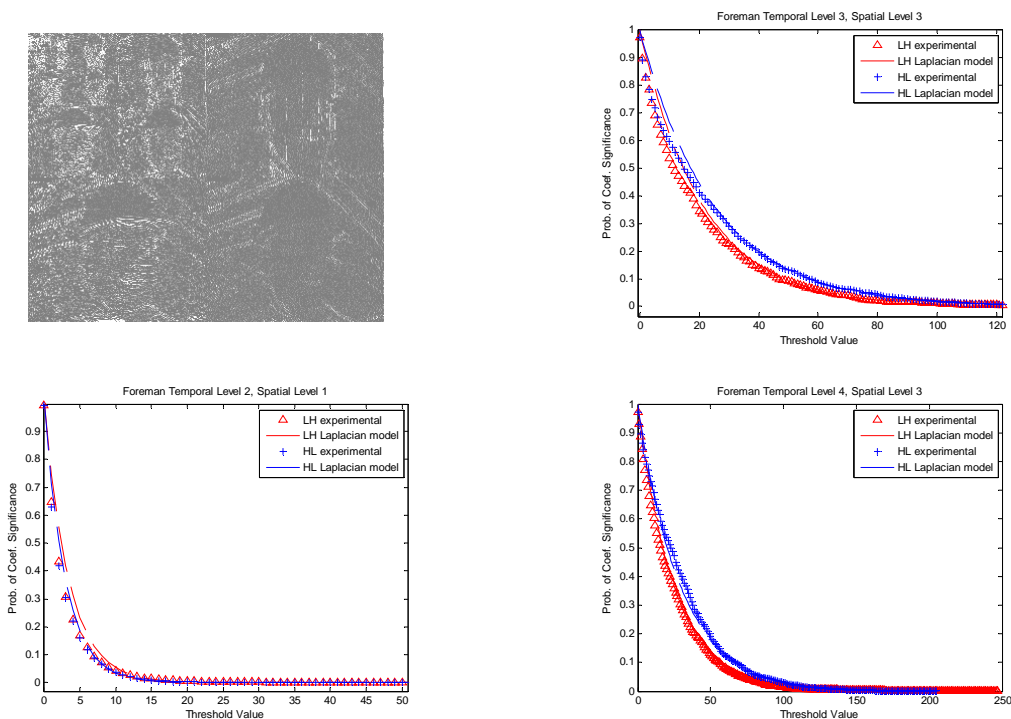 Foreman Temporal Level 3, Spatial Level 3
1
0.9
0.8
0.7
0.6
0.5
0.4
0.3
0.2
0.1
0
Prob. of Coef. Significance
LH experimental
LH Laplacian model
HL experimental
HL Laplacian model
0 20 40 60 80 100 120
Threshold Value
Foreman Temporal Level 2, Spatial Level 1
0.9
0.8
0.7
0.6
0.5
0.4
0.3
0.2
0.1
0
Prob. of Coef. Significance
LH experimental
LH Laplacian model
HL experimental
HL Laplacian model
0 5 10 15 20 25 30 35 40 45 50
Threshold Value
Foreman Temporal Level 4, Spatial Level 3
1
0.9
0.8
0.7
0.6
0.5
0.4
0.3
0.2
0.1
0
Prob. of Coef. Significance
LH experimental
LH Laplacian model
HL experimental
HL Laplacian model
0 50 100 150 200 250
Threshold Value